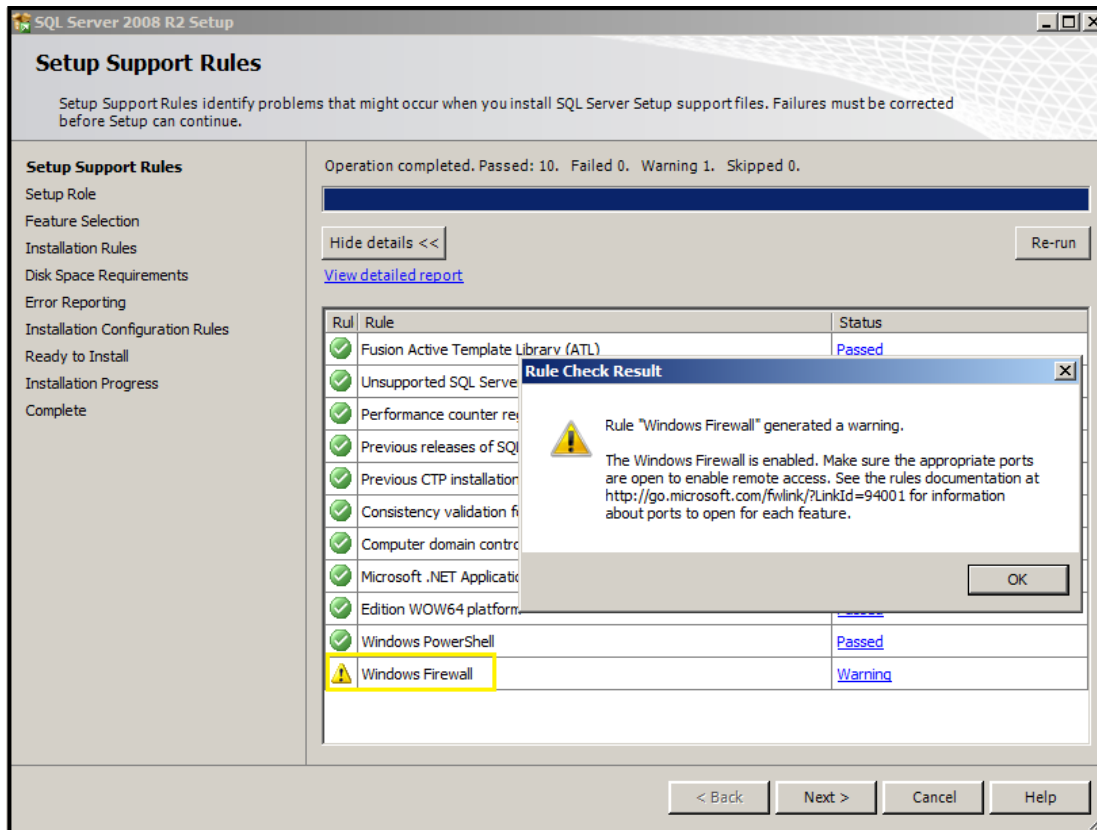 SQL Server 2008 R2 Setup
Setup Support Rules
Setup Support Rules identify problems that might occur when you install SQL Server Setup support files. Failures must be corrected
before Setup can continue.
Setup Support Rules
Setup Role
Feature Selection
Installation Rules
Disk Space Requirements
Error Reporting
Installation Configuration Rules
Ready to Install
Installation Progress
Complete
Operation completed. Passed: 10. Failed 0. Warning 1. Skipped 0.
Hide details <<
Re-run
View detailed report
Rul Rule Status
Fusion Active Template Library (ATL) Passed
Unsupported SQL Serve
Performance counter re
Previous releases of SQL
Previous CTP installation
Consistency validation f
Computer domain contro
Microsoft .NET Applicatio
Edition WOW64 platform
Windows PowerShell Passed
Windows Firewall Warning
Rule Check Result
Rule "Windows Firewall" generated a warning.
The Windows Firewall is enabled. Make sure the appropriate ports
are open to enable remote access. See the rules documentation at
http://go.microsoft.com/fwlink/?LinkId=94001 for information
about ports to open for each feature.
OK
< Back
Next >
Cancel
Help